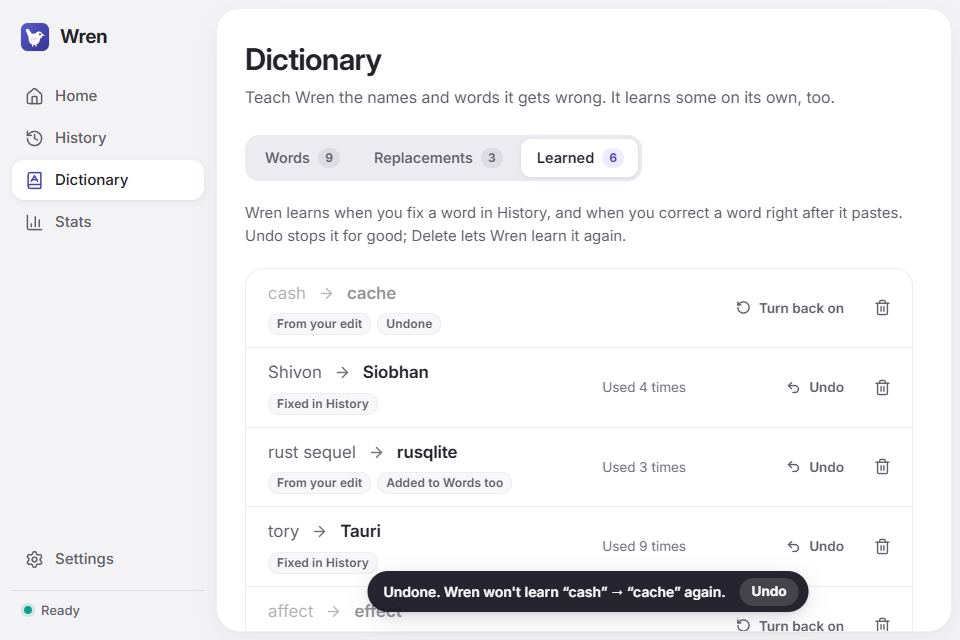 Wren
Home
History
Dictionary
Stats
Settings
Ready
Dictionary
Teach Wren the names and words it gets wrong. It learns some on its own, too.
Words 9 Replacements 3 Learned 6
Wren learns when you fix a word in History, and when you correct a word right after it pastes.
Undo stops it for good; Delete lets Wren learn it again.
cash → cache
From your edit Undone
Turn back on
Shivon → Siobhan
Fixed in History
Used 4 times
Undo
rust sequel → rusqlite
From your edit Added to Words too
Used 3 times
Undo
tory → Tauri
Fixed in History
Used 9 times
Undo
affect → effect
Turn back on
Undone. Wren won't learn “cash” → “cache” again. Undo